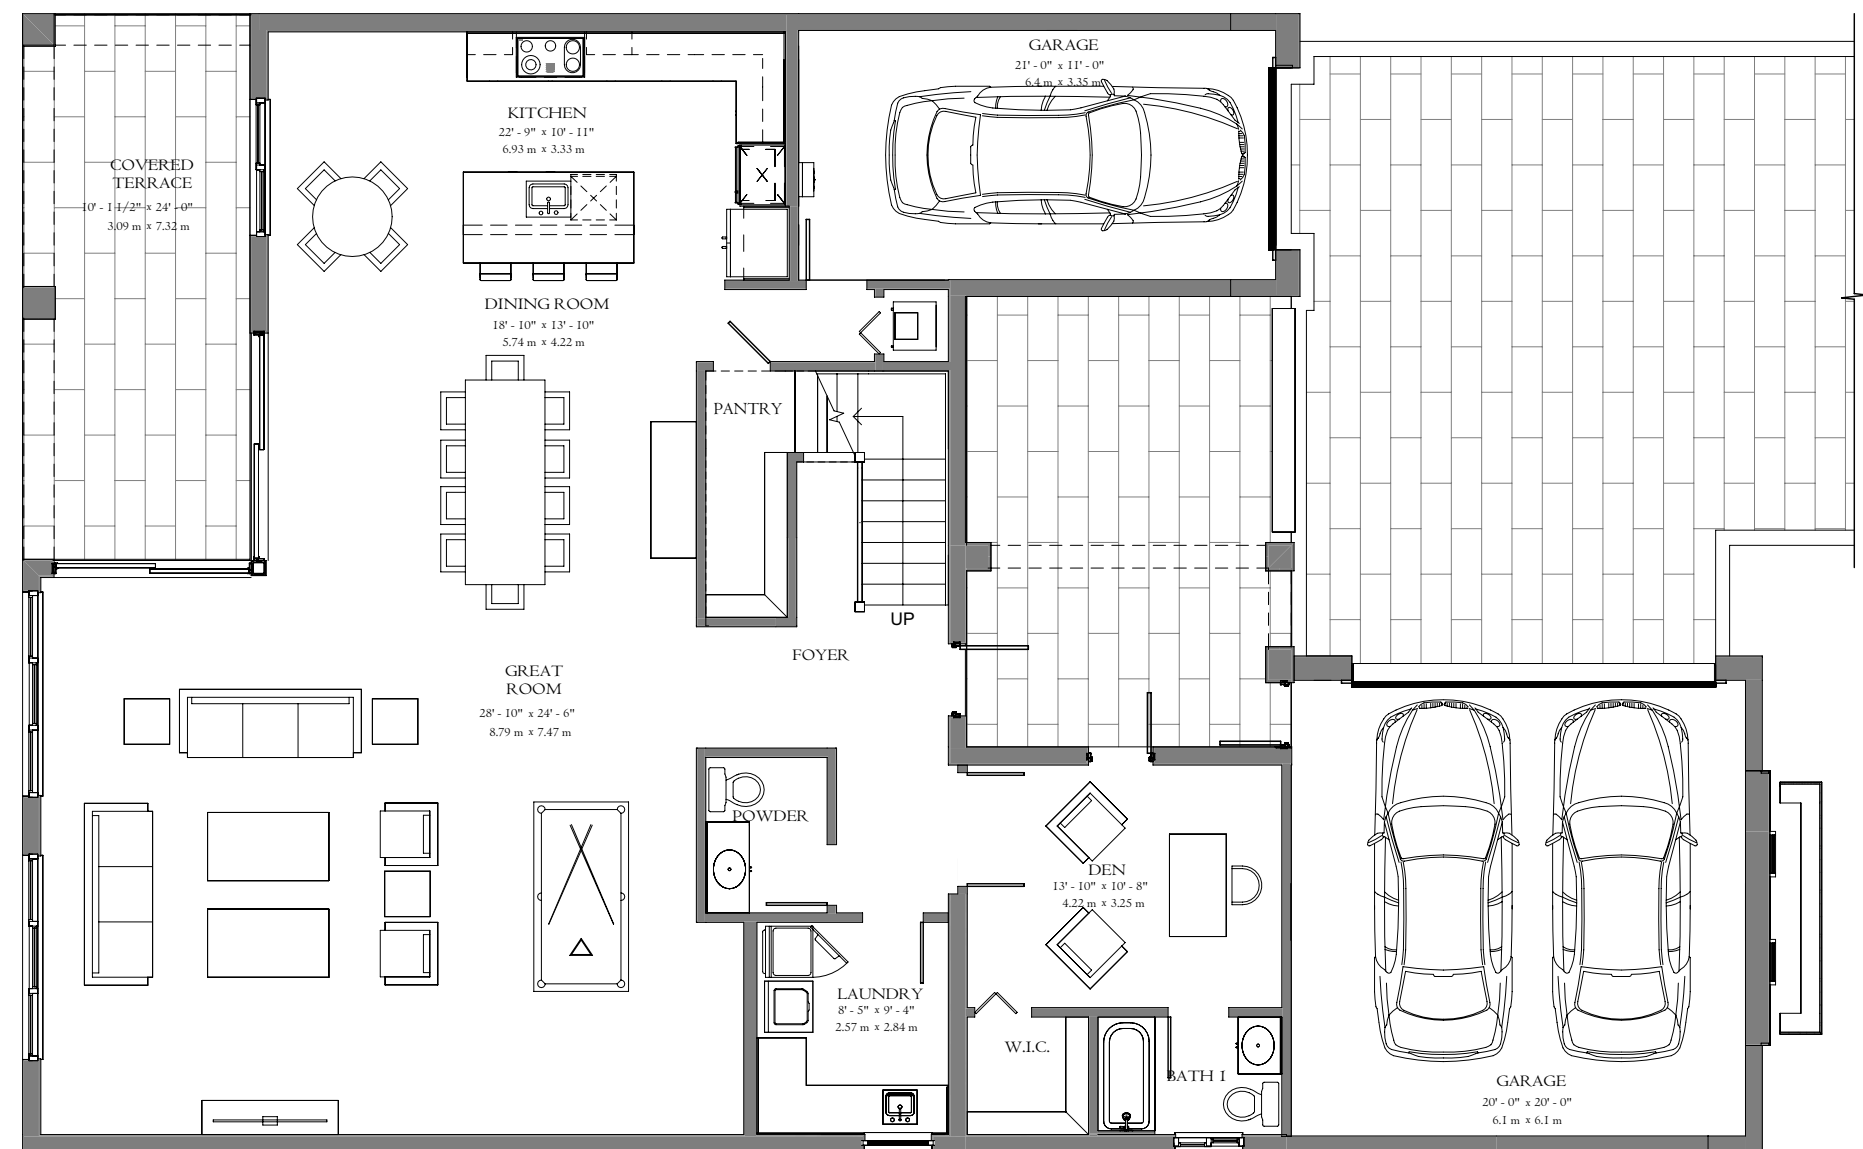 GARAGE
21' - 0" x 11' - 0"
6.4 m x 3.35 m
KITCHEN
22' - 9" x 10' - 11"
6.93 m x 3.33 m
COVERED
TERRACE
10' - 1 1/2" x 24' - 0"
3.09 m x 7.32 m
X
DINING ROOM
18' - 10" x 13' - 10"
5.74 m x 4.22 m
PANTRY
UP
FOYER
GREAT
ROOM
28' - 10" x 24' - 6"
8.79 m x 7.47 m
POWDER
DEN
13' - 10" x 10' - 8"
4.22 m x 3.25 m
LAUNDRY
8' - 5" x 9' - 4"
2.57 m x 2.84 m
W.I.C.
BATH 1
GARAGE
20' - 0" x 20' - 0"
6.1 m x 6.1 m